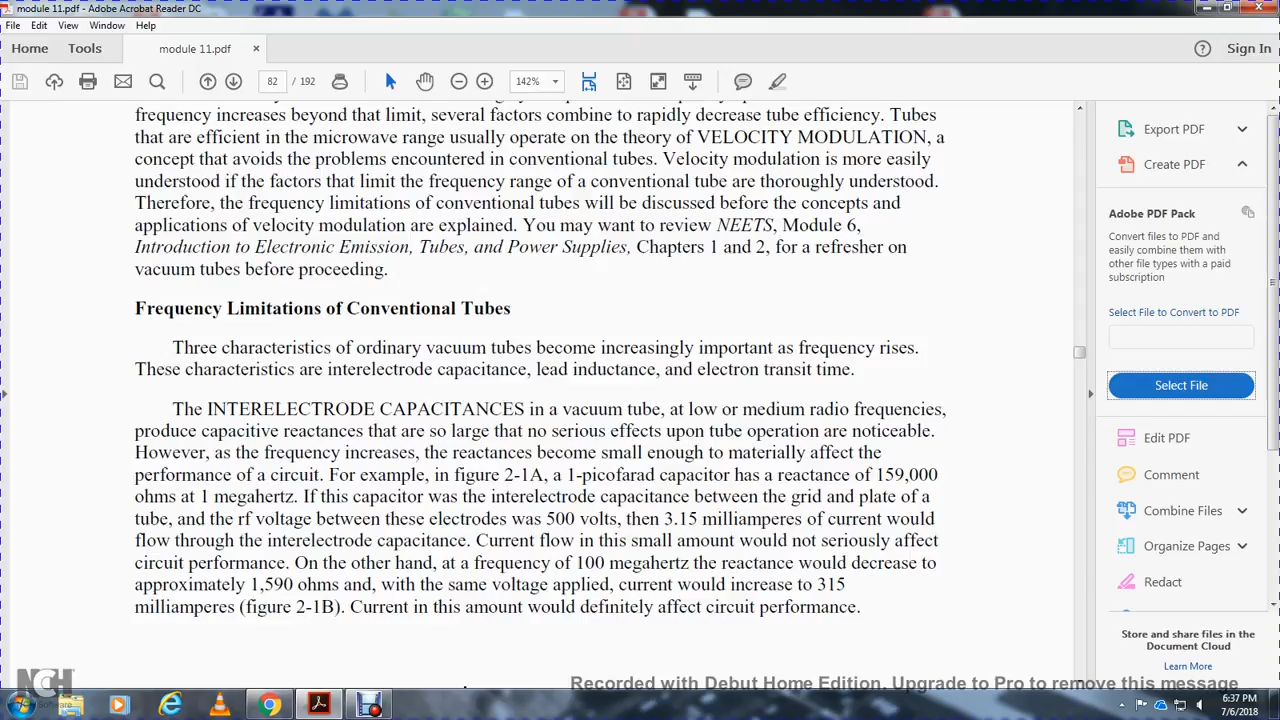 module 11.pdf - Adobe Acrobat Reader DC
File Edit View Window Help
Home Tools module 11.pdf × Sign In
82 / 192 142%
frequency increases beyond that limit, several factors combine to rapidly decrease tube efficiency. Tubes
that are efficient in the microwave range usually operate on the theory of VELOCITY MODULATION, a
concept that avoids the problems encountered in conventional tubes. Velocity modulation is more easily
understood if the factors that limit the frequency range of a conventional tube are thoroughly understood.
Therefore, the frequency limitations of conventional tubes will be discussed before the concepts and
applications of velocity modulation are explained. You may want to review NEETS, Module 6,
Introduction to Electronic Emission, Tubes, and Power Supplies, Chapters 1 and 2, for a refresher on
vacuum tubes before proceeding.
Frequency Limitations of Conventional Tubes
Three characteristics of ordinary vacuum tubes become increasingly important as frequency rises.
These characteristics are interelectrode capacitance, lead inductance, and electron transit time.
The INTERELECTRODE CAPACITANCES in a vacuum tube, at low or medium radio frequencies,
produce capacitive reactances that are so large that no serious effects upon tube operation are noticeable.
However, as the frequency increases, the reactances become small enough to materially affect the
performance of a circuit. For example, in figure 2-1A, a 1-picofarad capacitor has a reactance of 159,000
ohms at 1 megahertz. If this capacitor was the interelectrode capacitance between the grid and plate of a
tube, and the rf voltage between these electrodes was 500 volts, then 3.15 milliamperes of current would
flow through the interelectrode capacitance. Current flow in this small amount would not seriously affect
circuit performance. On the other hand, at a frequency of 100 megahertz the reactance would decrease to
approximately 1,590 ohms and, with the same voltage applied, current would increase to 315
milliamperes (figure 2-1B). Current in this amount would definitely affect circuit performance.
Export PDF
Create PDF
Adobe PDF Pack
Convert files to PDF and
easily combine them with
other file types with a paid
subscription
Select File to Convert to PDF
Select File
Edit PDF
Comment
Combine Files
Organize Pages
Redact
Store and share files in the
Document Cloud
Learn More
NCH
Software
Recorded with Debut Home Edition. Upgrade to Pro to remove this message
6:37 PM
7/6/2018